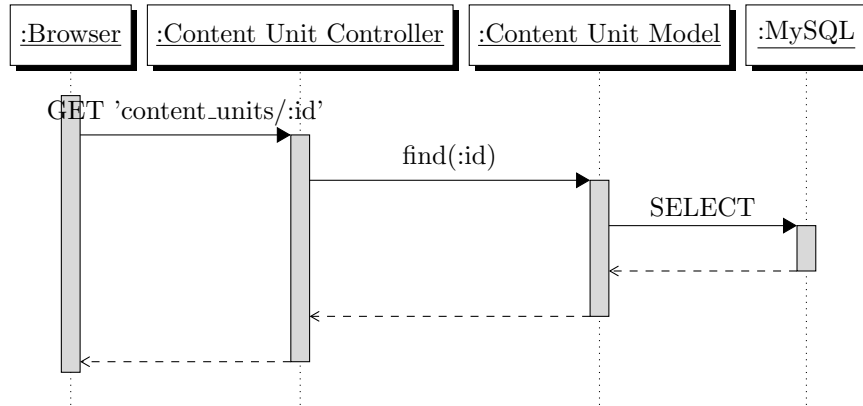 :Browser
:Content Unit Controller
:Content Unit Model
:MySQL
GET 'content_units/:id'
find(:id)
SELECT